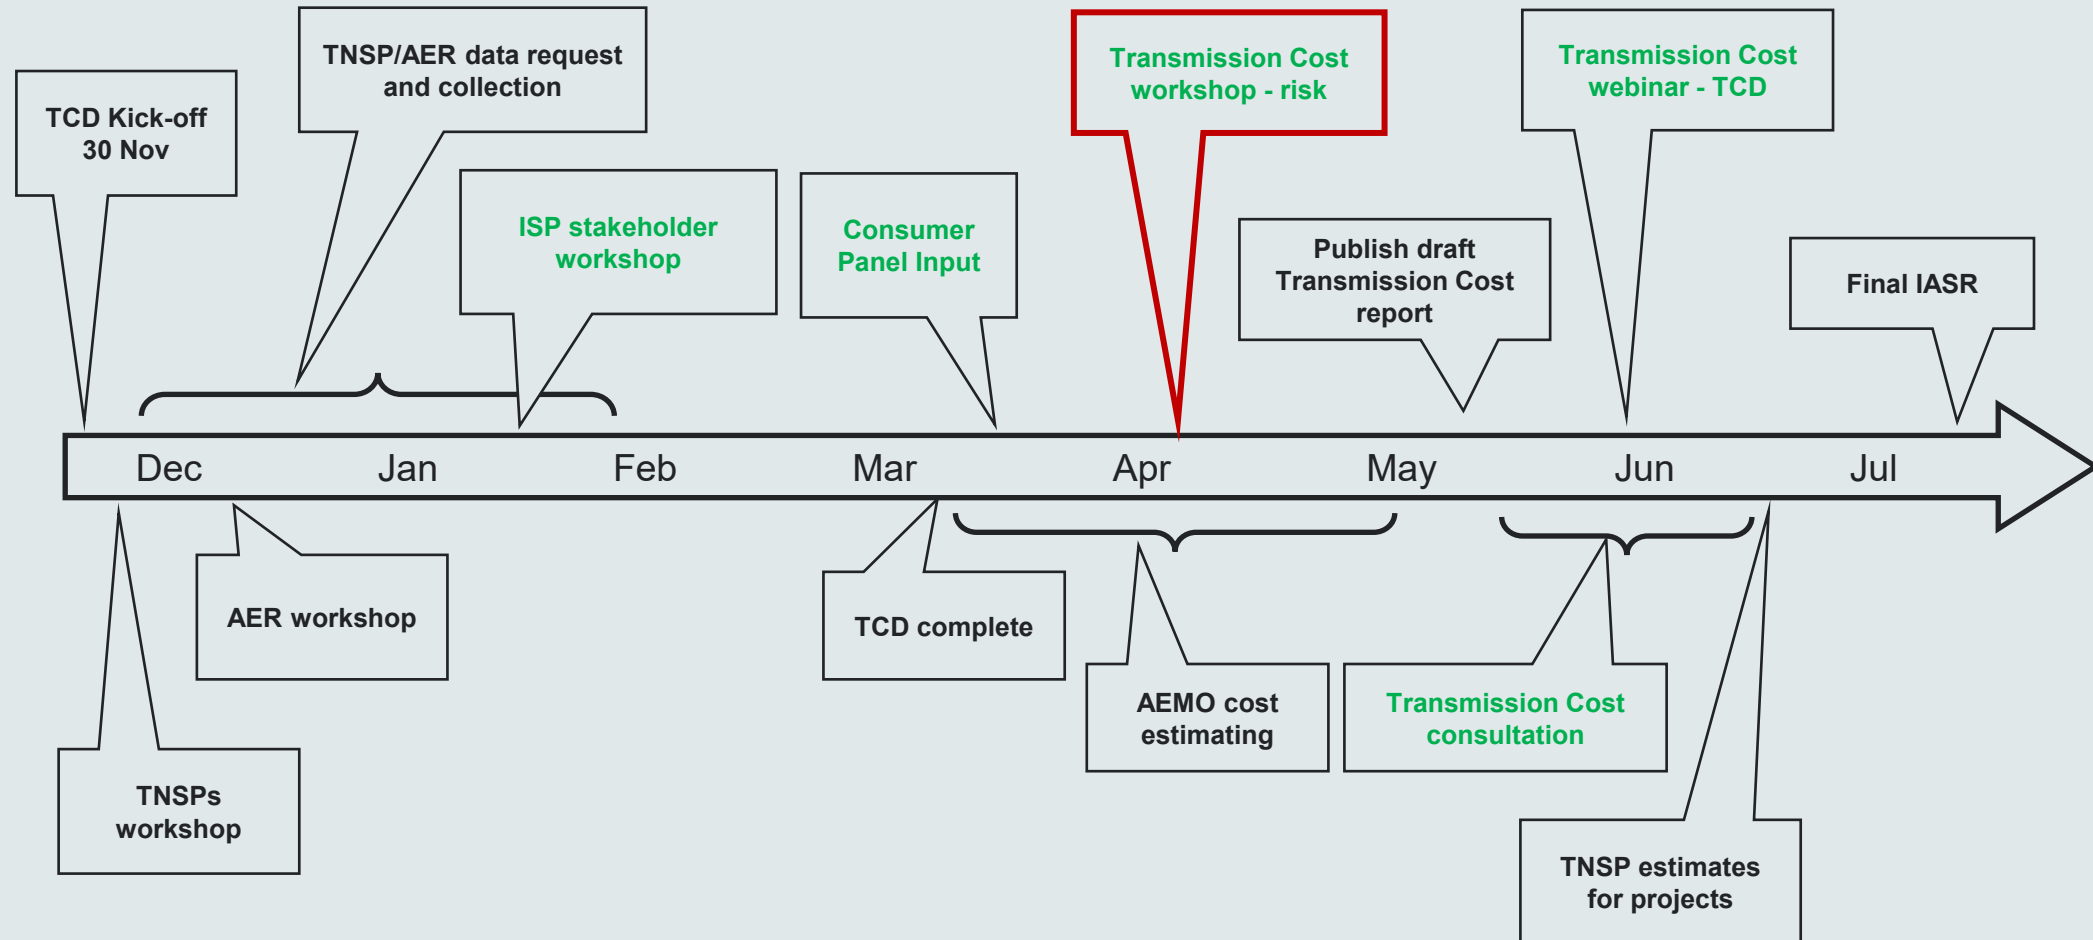 TCD Kick-off
30 Nov
TNSP/AER data request
and collection
ISP stakeholder
workshop
Consumer
Panel Input
Transmission Cost
workshop - risk
Publish draft
Transmission Cost
report
Transmission Cost
webinar - TCD
Final IASR
Dec
Jan
Feb
Mar
Apr
May
Jun
Jul
TNSPs
workshop
AER workshop
TCD complete
AEMO cost
estimating
Transmission Cost
consultation
TNSP estimates
for projects